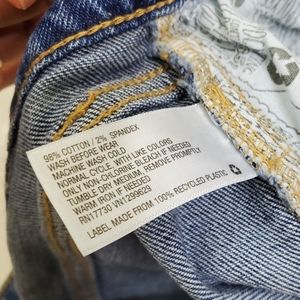 98% COTTON / 2% SPANDEX
WASH BEFORE WEAR
MACHINE WASH COLD
NORMAL CYCLE, WITH LIKE COLORS
ONLY NON-CHLORINE BLEACH IF NEEDED
TUMBLE DRY MEDIUM, REMOVE PROMPTLY
WARM IRON IF NEEDED
RN17730 VN1299629
LABEL MADE FROM 100% RECYCLED PLASTIC